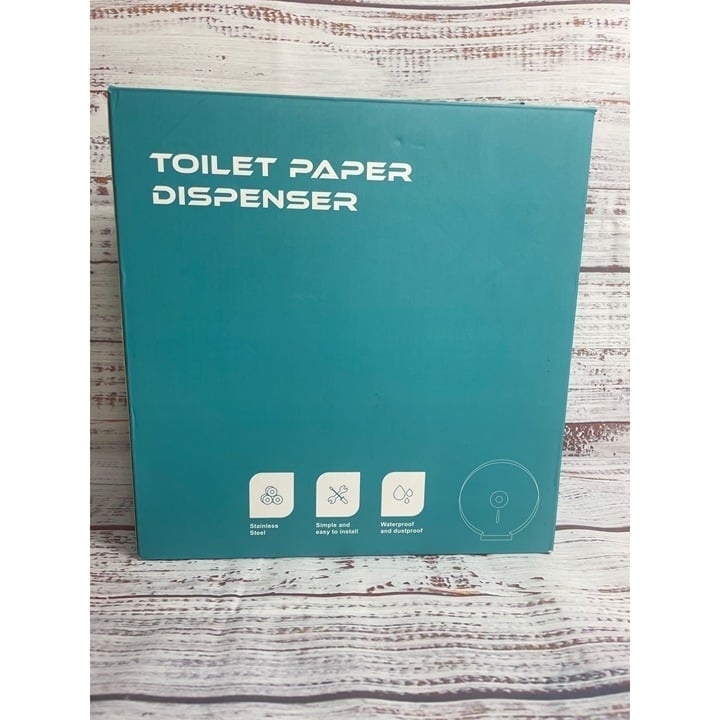 TOILET PAPER
DISPENSER
Stainless
Steel
Simple and
easy to install
Waterproof
and dustproof